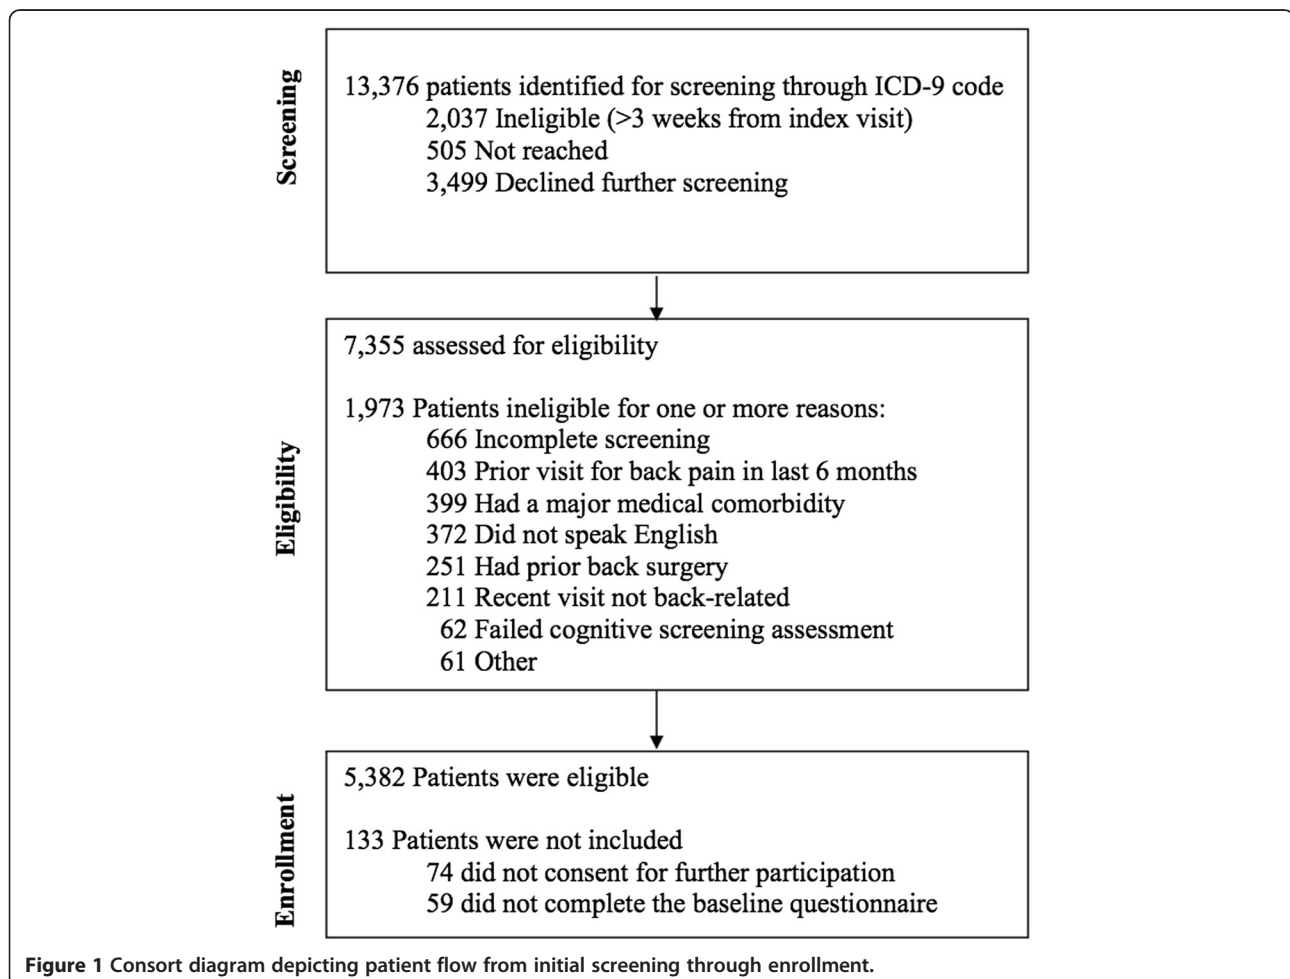 Screening
13,376 patients identified for screening through ICD-9 code
2,037 Ineligible (>3 weeks from index visit)
505 Not reached
3,499 Declined further screening
Eligibility
7,355 assessed for eligibility
1,973 Patients ineligible for one or more reasons:
666 Incomplete screening
403 Prior visit for back pain in last 6 months
399 Had a major medical comorbidity
372 Did not speak English
251 Had prior back surgery
211 Recent visit not back-related
62 Failed cognitive screening assessment
61 Other
Enrollment
5,382 Patients were eligible
133 Patients were not included
74 did not consent for further participation
59 did not complete the baseline questionnaire
Figure 1 Consort diagram depicting patient flow from initial screening through enrollment.